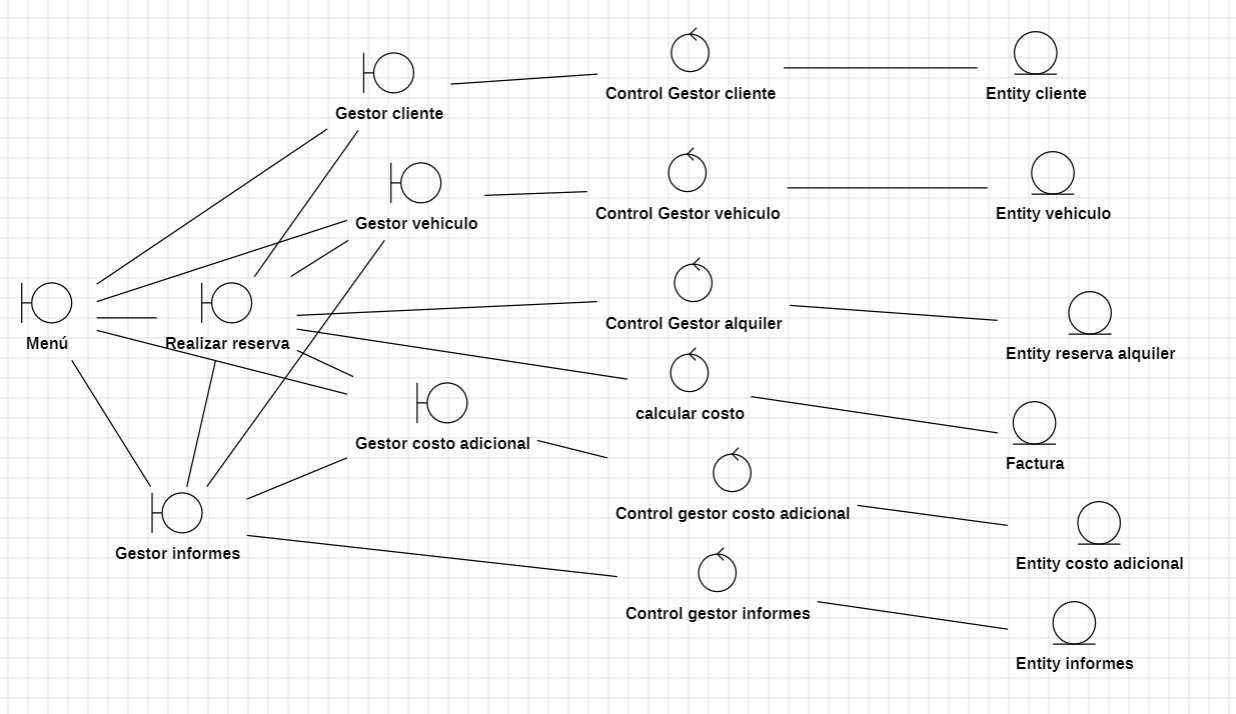 Gestor cliente
Control Gestor cliente
Entity cliente
Gestor vehiculo
Control Gestor vehiculo
Entity vehiculo
Menú
Realizar reserva
Control Gestor alquiler
Entity reserva alquiler
calcular costo
Gestor costo adicional
Factura
Control gestor costo adicional
Gestor informes
Entity costo adicional
Control gestor informes
Entity informes